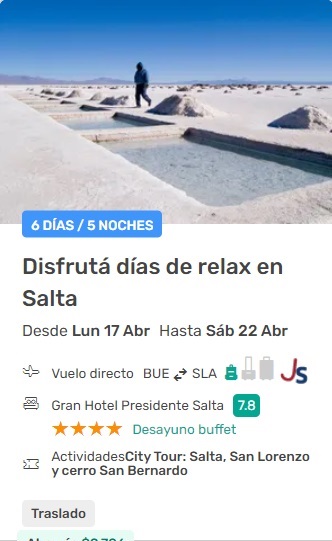 6 DÍAS / 5 NOCHES
Disfrutá días de relax en
Salta
Desde Lun 17 Abr Hasta Sáb 22 Abr
Vuelo directo BUE SLA JS
Gran Hotel Presidente Salta 7.8
Desayuno buffet
ActividadesCity Tour: Salta, San Lorenzo
y cerro San Bernardo
Traslado